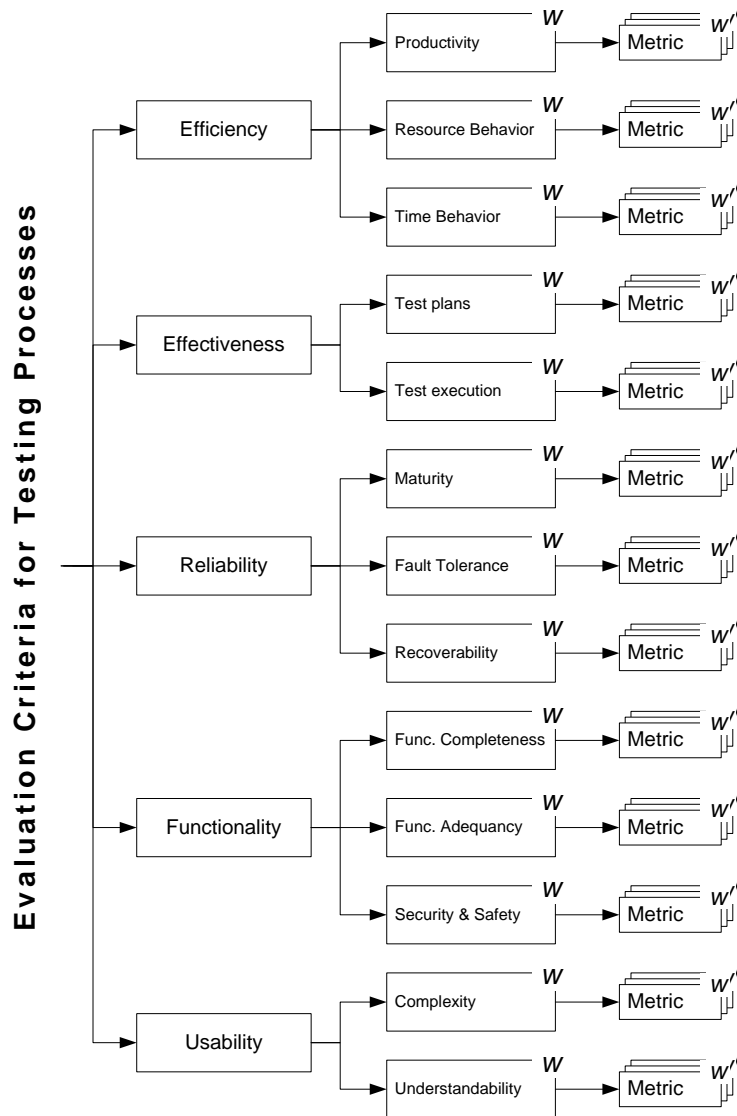 Evaluation Criteria for Testing Processes
Efficiency
Productivity
W
Metric
w'
Resource Behavior
W
Metric
w'
Time Behavior
W
Metric
w'
Effectiveness
Test plans
W
Metric
w'
Test execution
W
Metric
w'
Reliability
Maturity
W
Metric
w'
Fault Tolerance
W
Metric
w'
Recoverability
W
Metric
w'
Functionality
Func. Completeness
W
Metric
w'
Func. Adequancy
W
Metric
w'
Security & Safety
W
Metric
w'
Usability
Complexity
W
Metric
w'
Understandability
W
Metric
w'